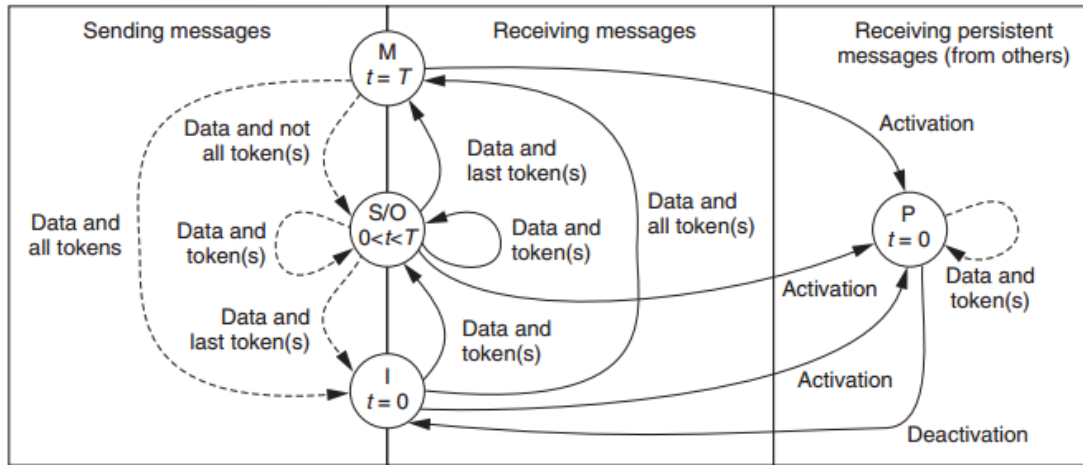 Sending messages
Receiving messages
Receiving persistent
messages (from others)
M
t = T
Data and not
all token(s)
Data and
last token(s)
Activation
Data and
all tokens
Data and
token(s)
S/O
0<t<T
Data and
token(s)
Data and
all token(s)
P
t = 0
Data and
token(s)
Activation
Data and
last token(s)
Data and
token(s)
I
t = 0
Activation
Deactivation